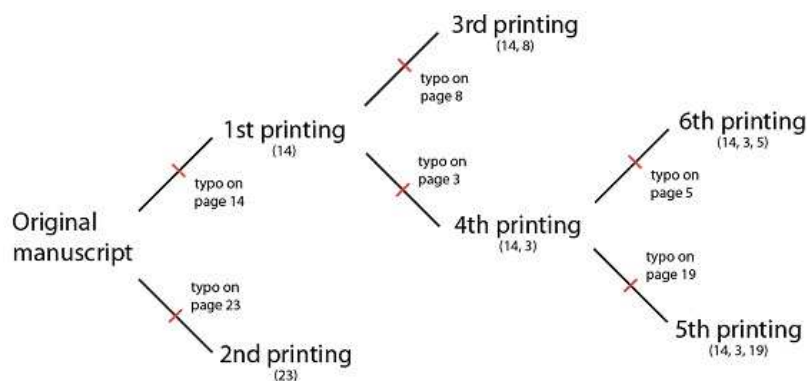 3rd printing
(14, 8)
typo on
page 8
1st printing
(14)
6th printing
(14, 3, 5)
typo on
page 3
typo on
page 5
typo on
page 14
Original
manuscript
4th printing
(14, 3)
typo on
page 19
typo on
page 23
5th printing
(14, 3, 19)
2nd printing
(23)